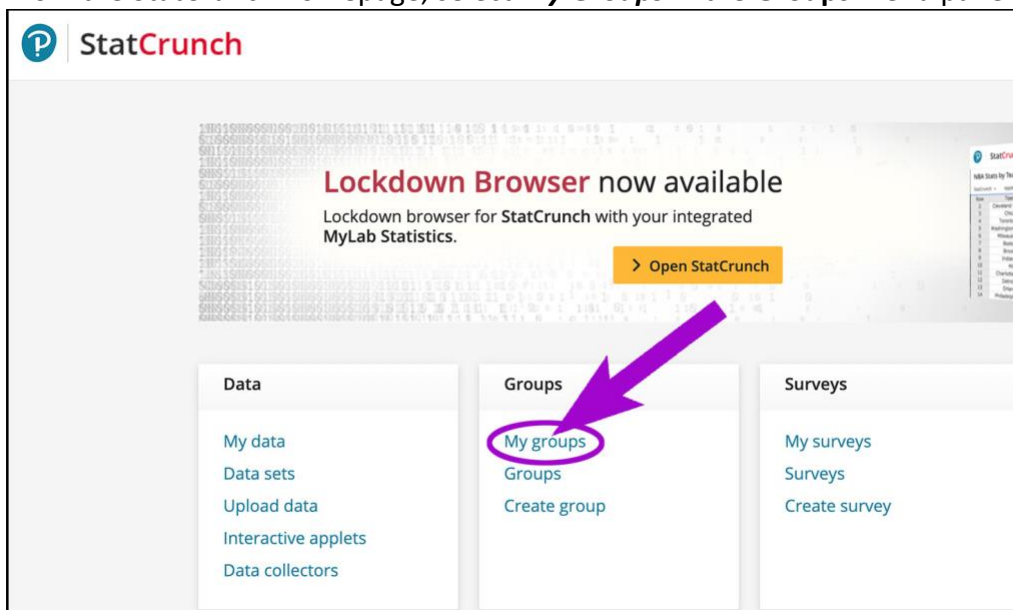 StatCrunch
Lockdown Browser now available
Lockdown browser for StatCrunch with your integrated
MyLab Statistics.
> Open StatCrunch
Data
My data
Data sets
Upload data
Interactive applets
Data collectors
Groups
My groups
Groups
Create group
Surveys
My surveys
Surveys
Create survey